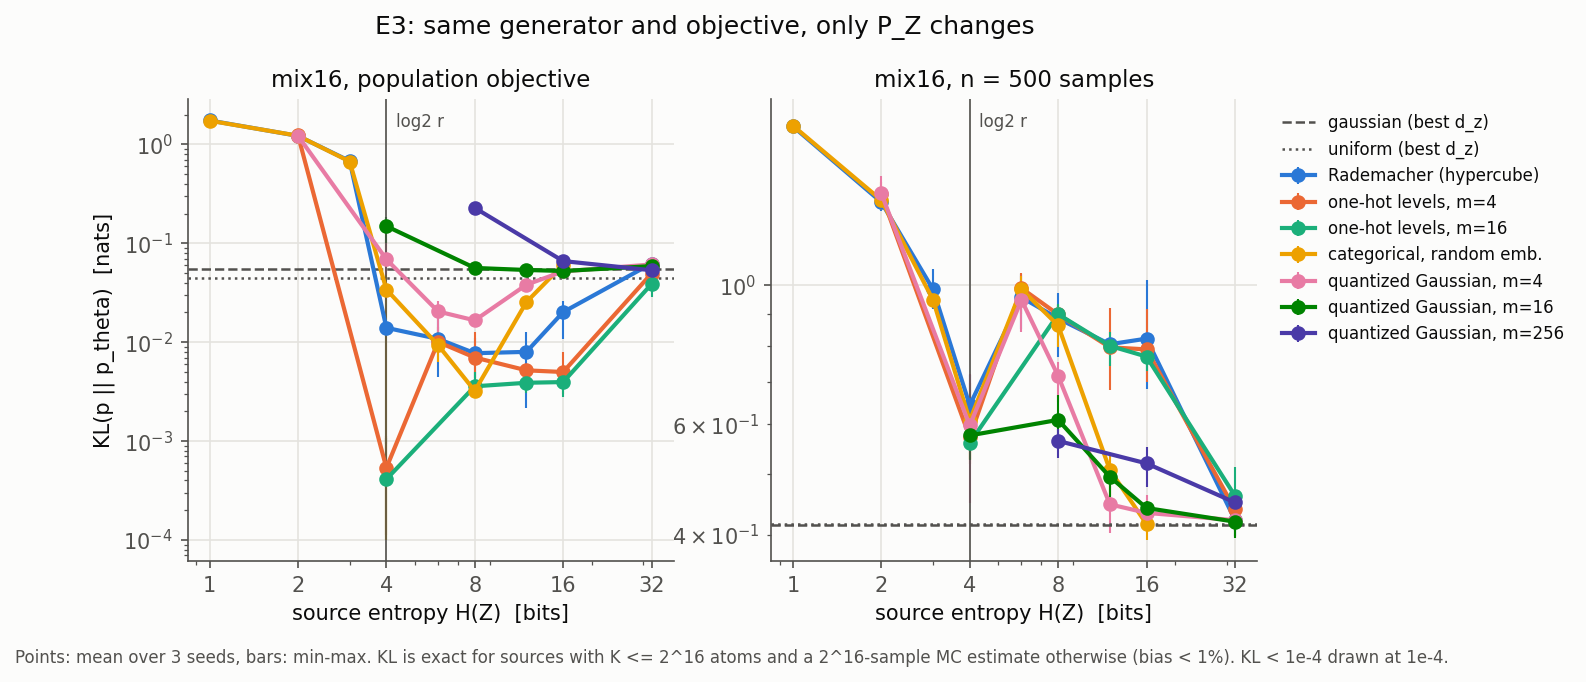 E3: same generator and objective, only P_Z changes
mix16, population objective
mix16, n = 500 samples
log2 r
log2 r
KL(p || p_theta)  [nats]
10^0
10^−1
10^−2
10^−3
10^−4
1 2 4 8 16 32
source entropy H(Z)  [bits]
10^0
6 × 10^−1
4 × 10^−1
1 2 4 8 16 32
source entropy H(Z)  [bits]
gaussian (best d_z)
uniform (best d_z)
Rademacher (hypercube)
one-hot levels, m=4
one-hot levels, m=16
categorical, random emb.
quantized Gaussian, m=4
quantized Gaussian, m=16
quantized Gaussian, m=256
Points: mean over 3 seeds, bars: min-max. KL is exact for sources with K <= 2^16 atoms and a 2^16-sample MC estimate otherwise (bias < 1%). KL < 1e-4 drawn at 1e-4.